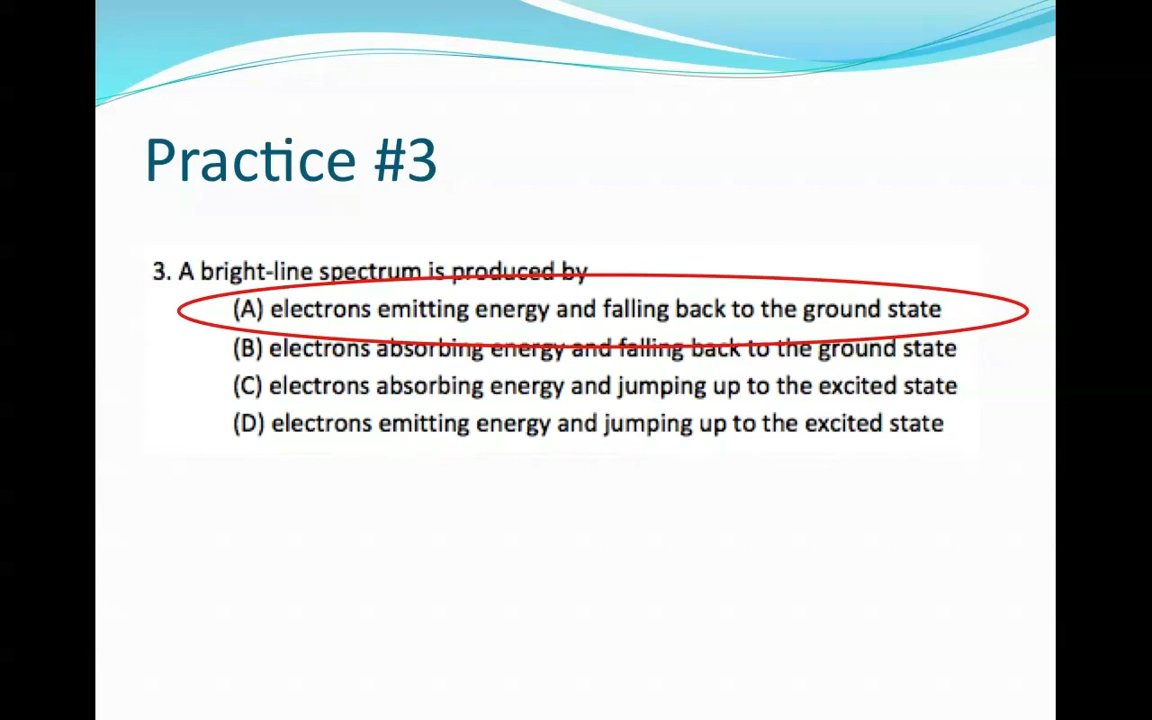 Practice #3
3. A bright-line spectrum is produced by
(A) electrons emitting energy and falling back to the ground state
(B) electrons absorbing energy and falling back to the ground state
(C) electrons absorbing energy and jumping up to the excited state
(D) electrons emitting energy and jumping up to the excited state